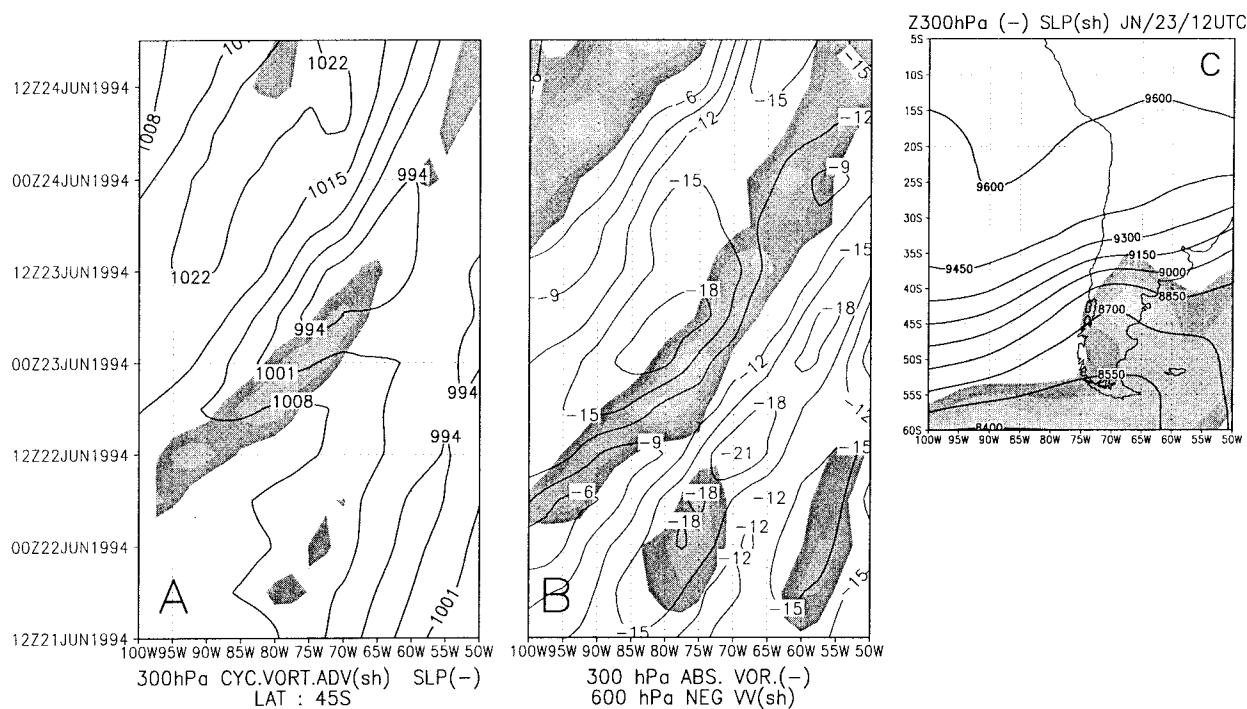 Z300hPa (-) SLP(sh) JN/23/12UTC
12Z24JUN1994
00Z24JUN1994
12Z23JUN1994
00Z23JUN1994
12Z22JUN1994
00Z22JUN1994
12Z21JUN1994
1022
1008
1015
994
1022
994
1001
1008
994
994
1001
A
100W 95W 90W 85W 80W 75W 70W 65W 60W 55W 50W
300hPa CYC.VORT.ADV(sh) SLP(-)
LAT : 45S
-15
-6
-15
-12
-12
-9
-15
-9
-18
-18
-12
-15
-18
-12
-9
-15
-21
-6
-18
-12
-18
-12
-12
-15
-15
-15
B
100W 95W 90W 85W 80W 75W 70W 65W 60W 55W 50W
300 hPa ABS. VOR.(-)
600 hPa NEG VV(sh)
C
5S
10S
15S
20S
25S
30S
35S
40S
45S
50S
55S
60S
9600
9600
9300
9150
9450
9000
8850
8700
8550
8400
100W 95W 90W 85W 80W 75W 70W 65W 60W 55W 50W